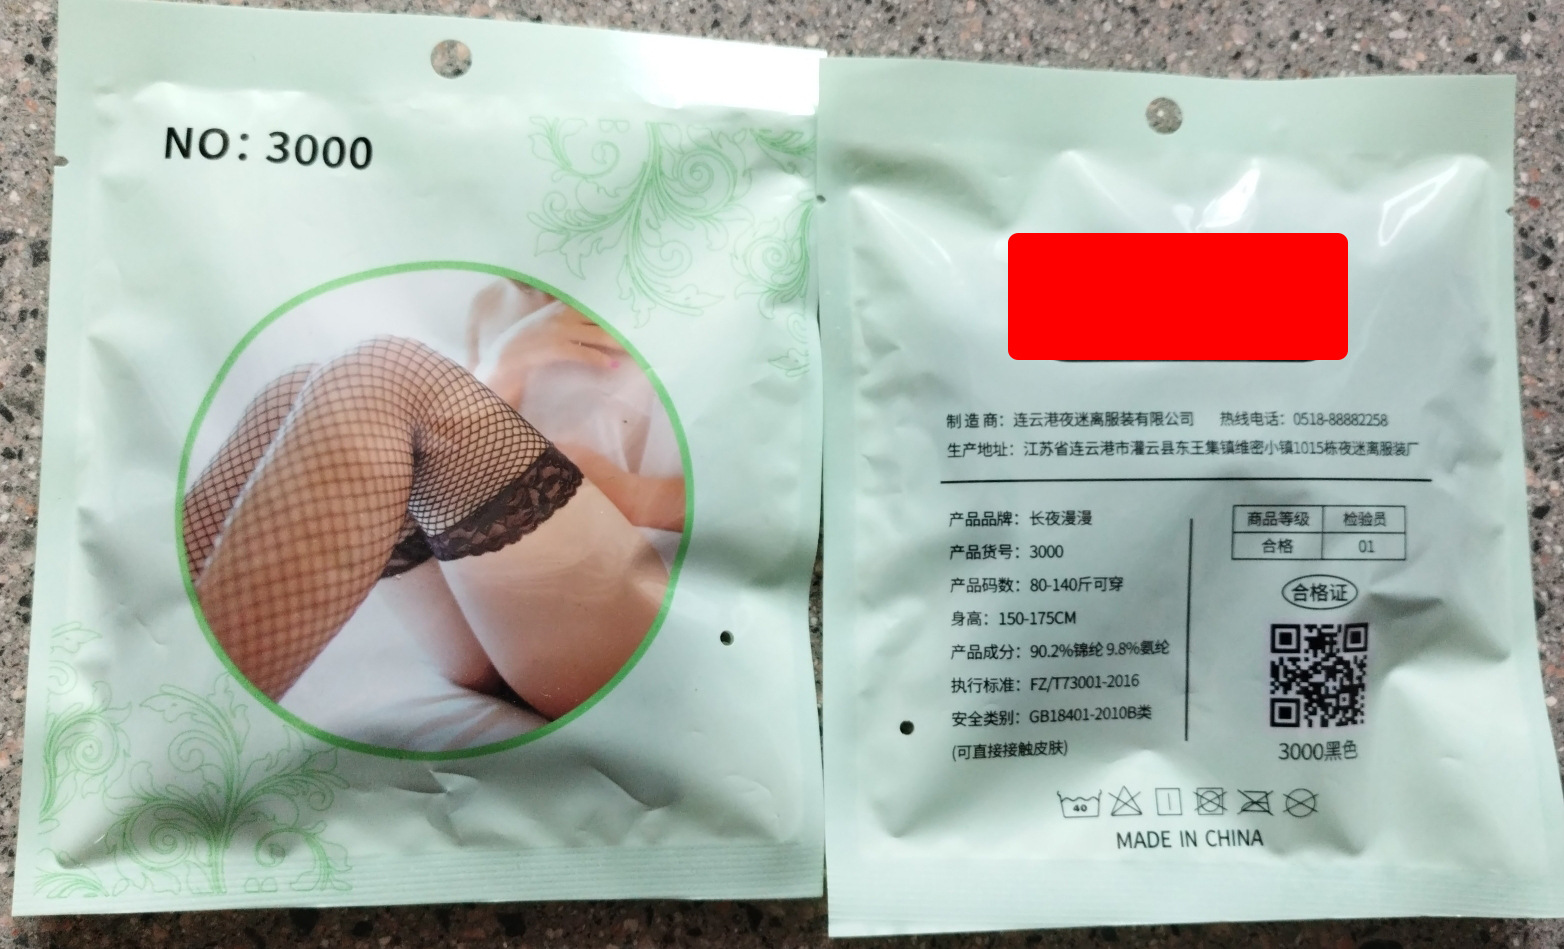 NO: 3000
制造商：连云港夜迷离服装有限公司 热线电话：0518-88882258
生产地址：江苏省连云港市灌云县东王集镇维密小镇1015栋夜迷离服装厂
产品品牌：长夜漫漫
产品货号：3000
产品码数：80-140斤可穿
身高：150-175CM
产品成分：90.2%锦纶 9.8%氨纶
执行标准：FZ/T73001-2016
安全类别：GB18401-2010B类
(可直接接触皮肤)
商品等级 检验员
合格 01
合格证
3000黑色
40
MADE IN CHINA